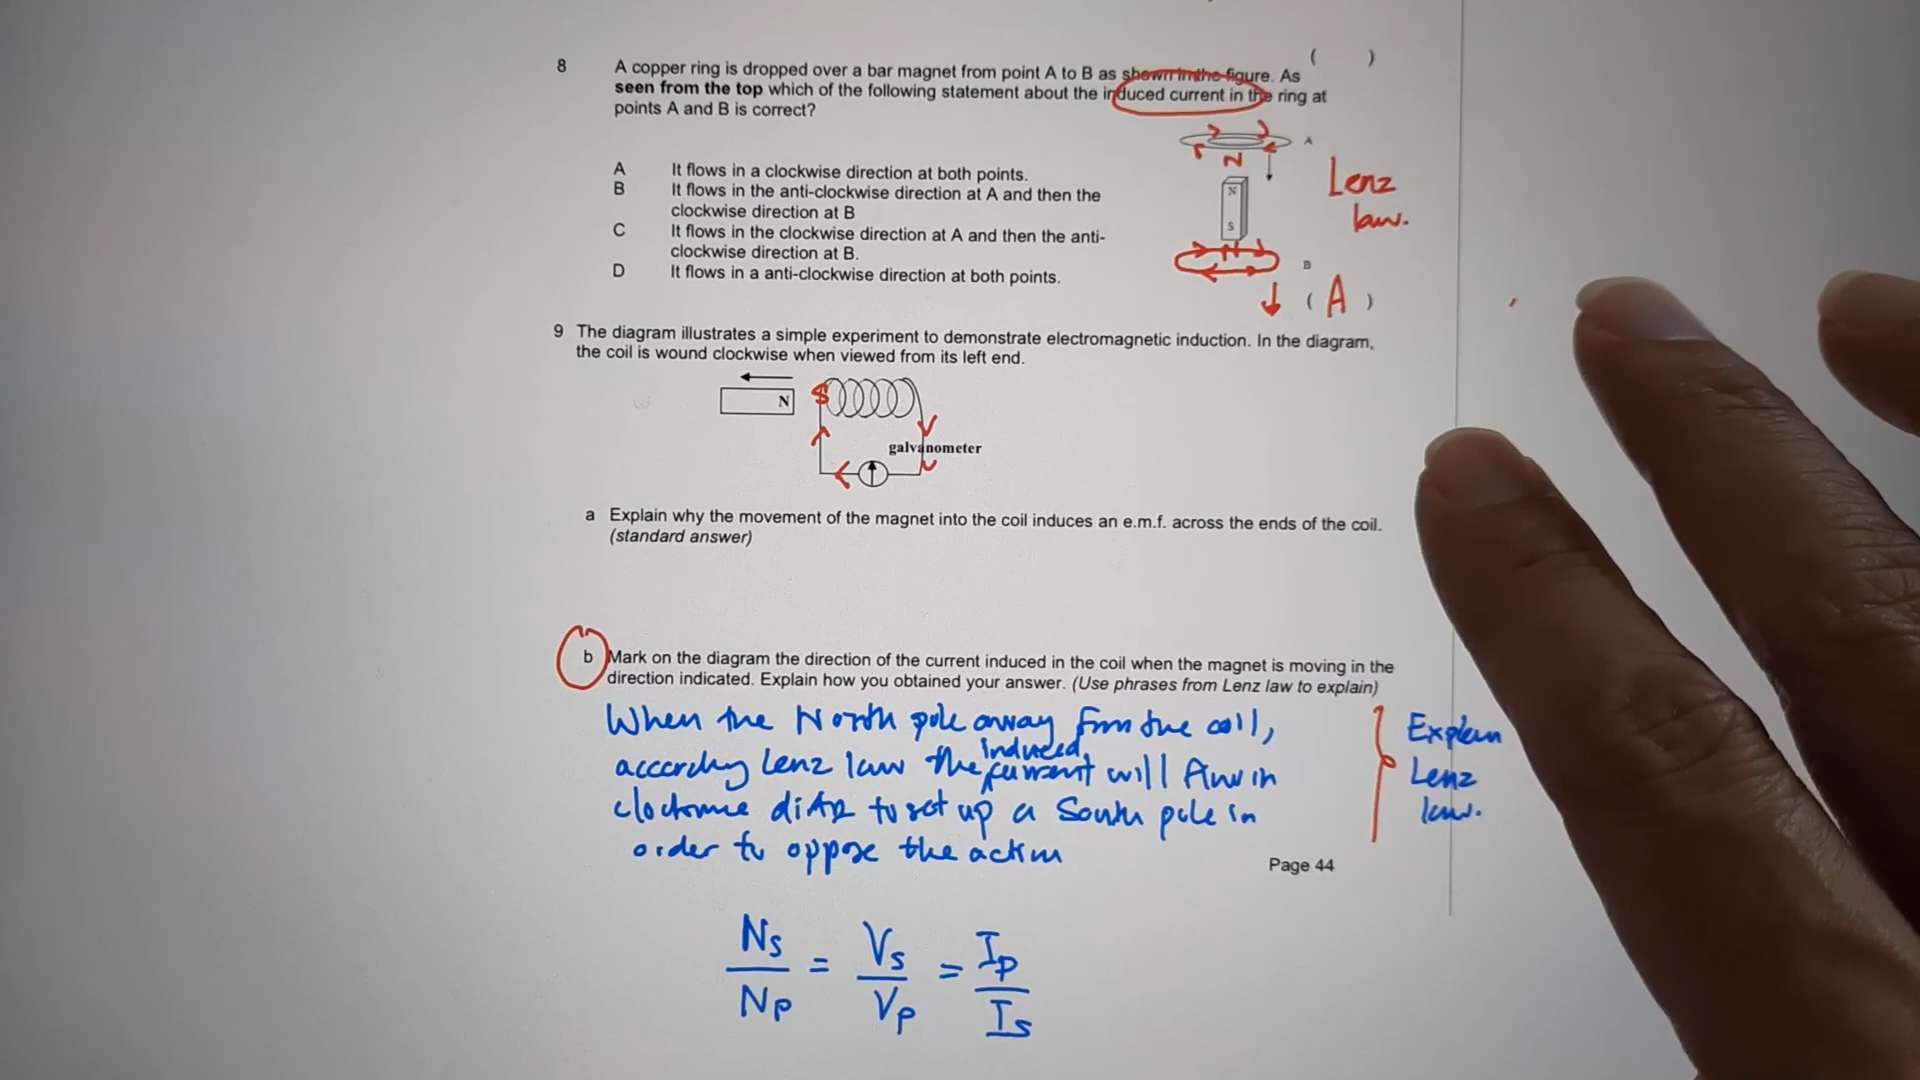 ( )
8 A copper ring is dropped over a bar magnet from point A to B as shown in the figure. As
seen from the top which of the following statement about the induced current in the ring at
points A and B is correct?
A It flows in a clockwise direction at both points.
B It flows in the anti-clockwise direction at A and then the
clockwise direction at B
C It flows in the clockwise direction at A and then the anti-
clockwise direction at B.
D It flows in a anti-clockwise direction at both points.
A
N
N
S
N
B
Lenz
law.
( A )
9 The diagram illustrates a simple experiment to demonstrate electromagnetic induction. In the diagram,
the coil is wound clockwise when viewed from its left end.
N
S
galvanometer
a Explain why the movement of the magnet into the coil induces an e.m.f. across the ends of the coil.
(standard answer)
b Mark on the diagram the direction of the current induced in the coil when the magnet is moving in the
direction indicated. Explain how you obtained your answer. (Use phrases from Lenz law to explain)
When the North pole away from the coil,
induced
Lenz law the current will in
to set up a South pole in
order to oppose the action
Explain
Lenz
law.
Page 44
Ns/Np = Vs/Vp = Ip/Is